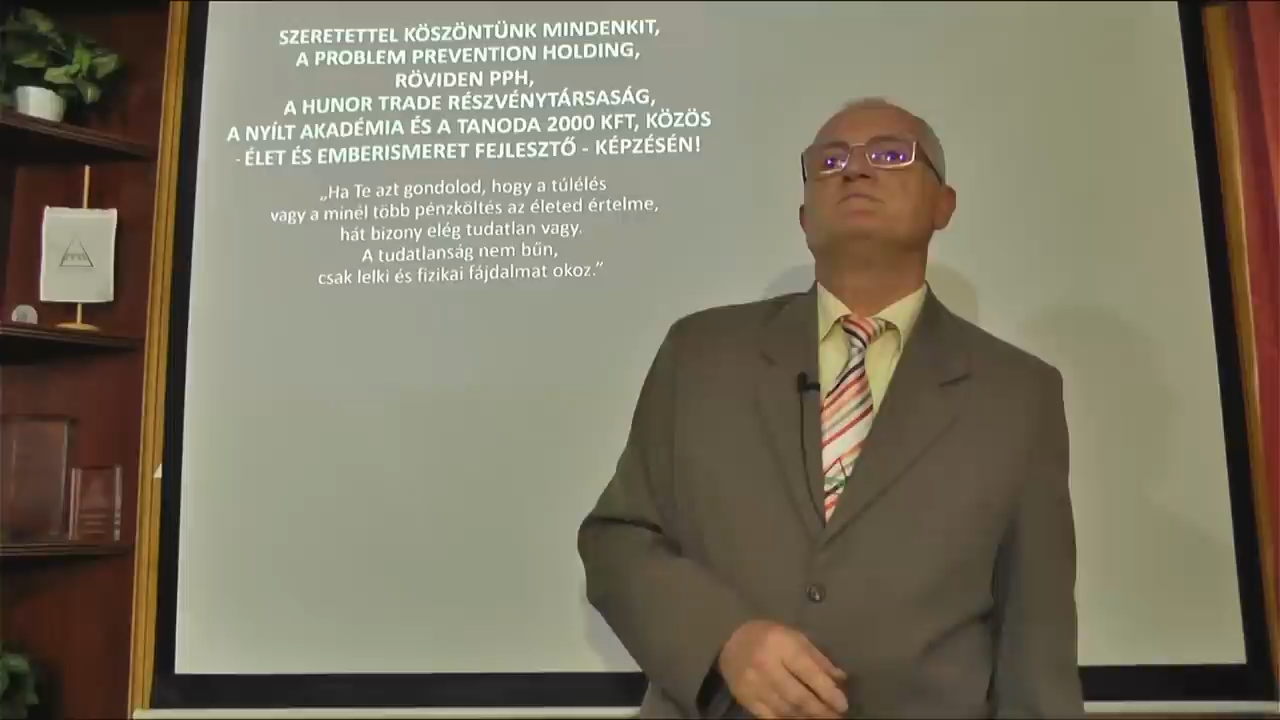 SZERETETTEL KÖSZÖNTÜNK MINDENKIT,
A PROBLEM PREVENTION HOLDING,
RÖVIDEN PPH,
A HUNOR TRADE RÉSZVÉNYTÁRSASÁG,
A NYÍLT AKADÉMIA ÉS A TANODA 2000 KFT, KÖZÖS
- ÉLET ÉS EMBERISMERET FEJLESZTŐ - KÉPZÉSÉN!
„Ha Te azt gondolod, hogy a túlélés
vagy a minél több pénzköltés az életed értelme,
hát bizony elég tudatlan vagy.
A tudatlanság nem bűn,
csak lelki és fizikai fájdalmat okoz.”